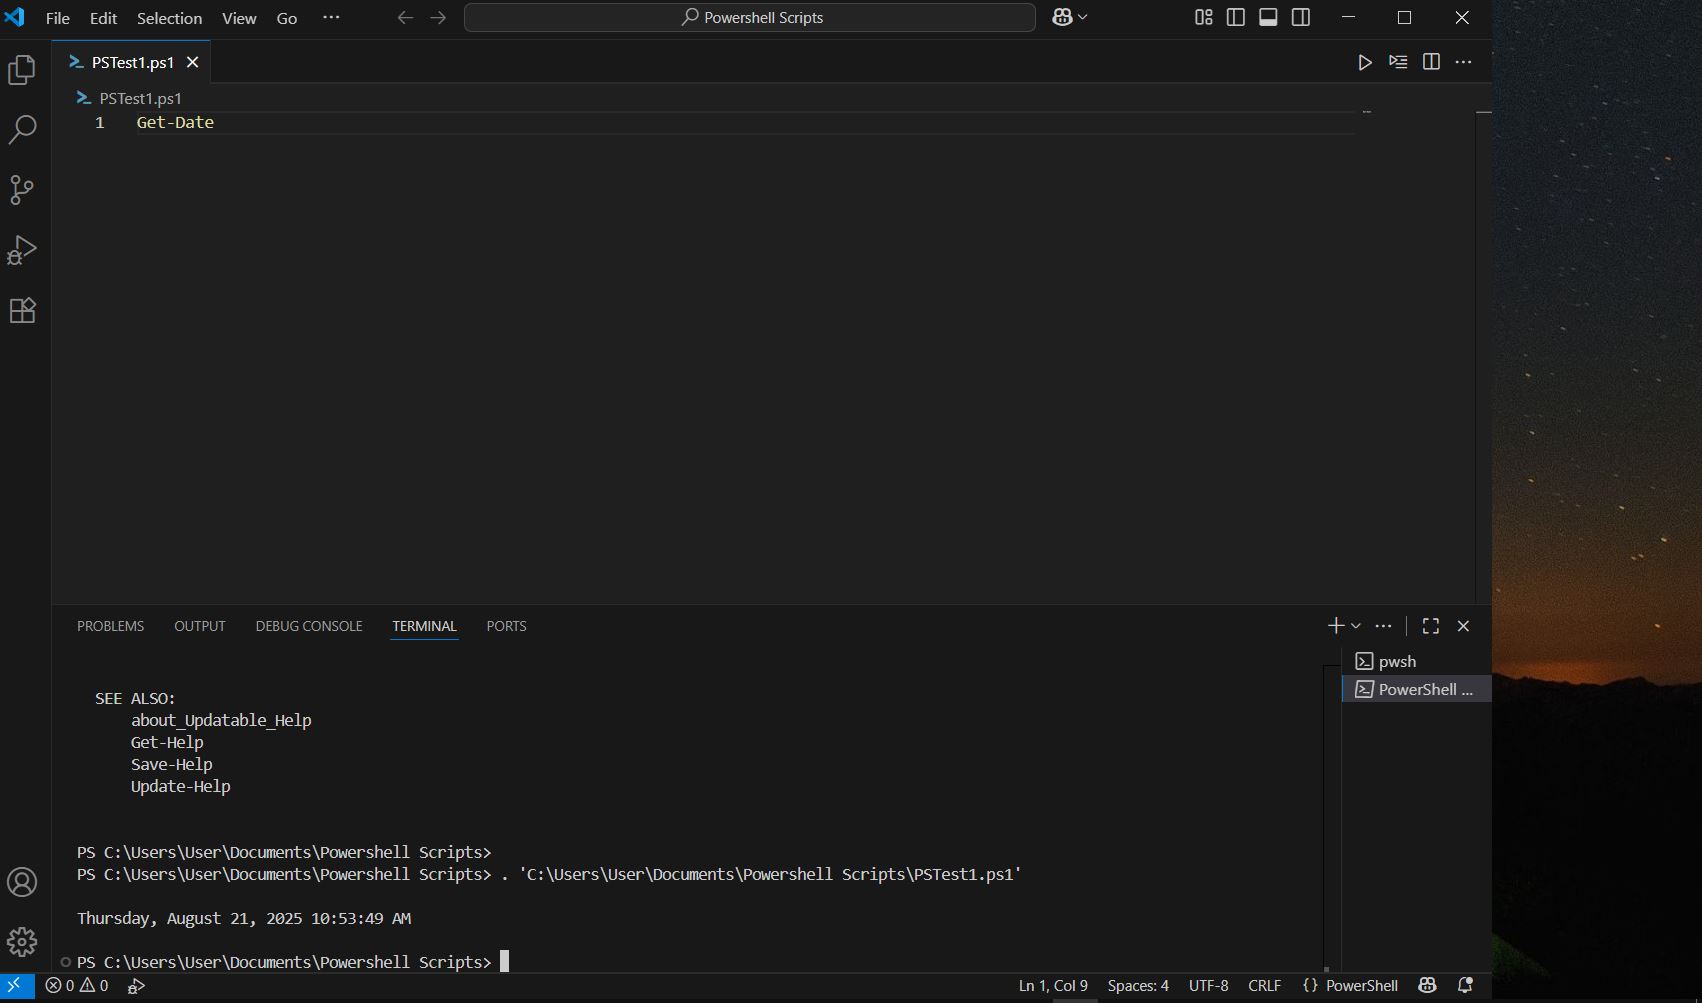 File Edit Selection View Go ··· Powershell Scripts
PSTest1.ps1
PSTest1.ps1
1 Get-Date
PROBLEMS OUTPUT DEBUG CONSOLE TERMINAL PORTS
pwsh
PowerShell ...
SEE ALSO:
about_Updatable_Help
Get-Help
Save-Help
Update-Help
PS C:\Users\User\Documents\Powershell Scripts>
PS C:\Users\User\Documents\Powershell Scripts> . 'C:\Users\User\Documents\Powershell Scripts\PSTest1.ps1'
Thursday, August 21, 2025 10:53:49 AM
PS C:\Users\User\Documents\Powershell Scripts>
0 0 Ln 1, Col 9 Spaces: 4 UTF-8 CRLF {} PowerShell